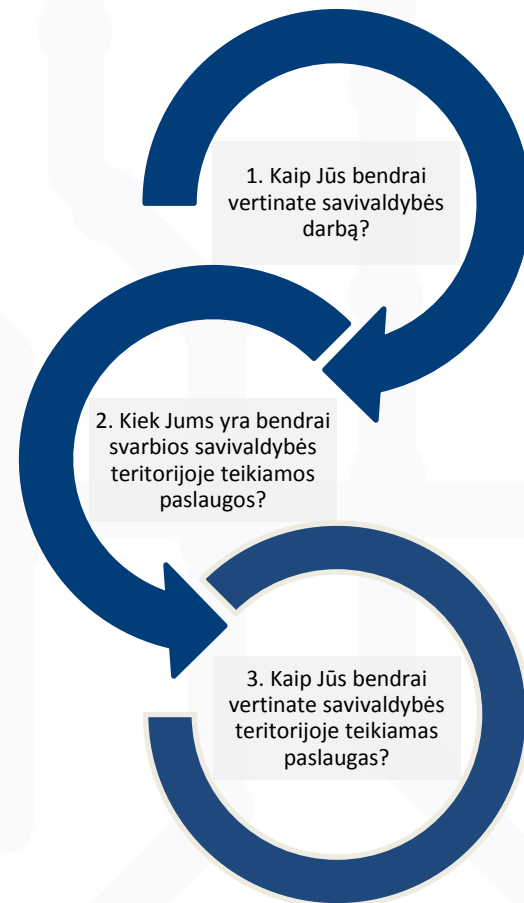 1. Kaip Jūs bendrai
vertinate savivaldybės
darbą?
2. Kiek Jums yra bendrai
svarbios savivaldybės
teritorijoje teikiamos
paslaugos?
3. Kaip Jūs bendrai
vertinate savivaldybės
teritorijoje teikiamas
paslaugas?